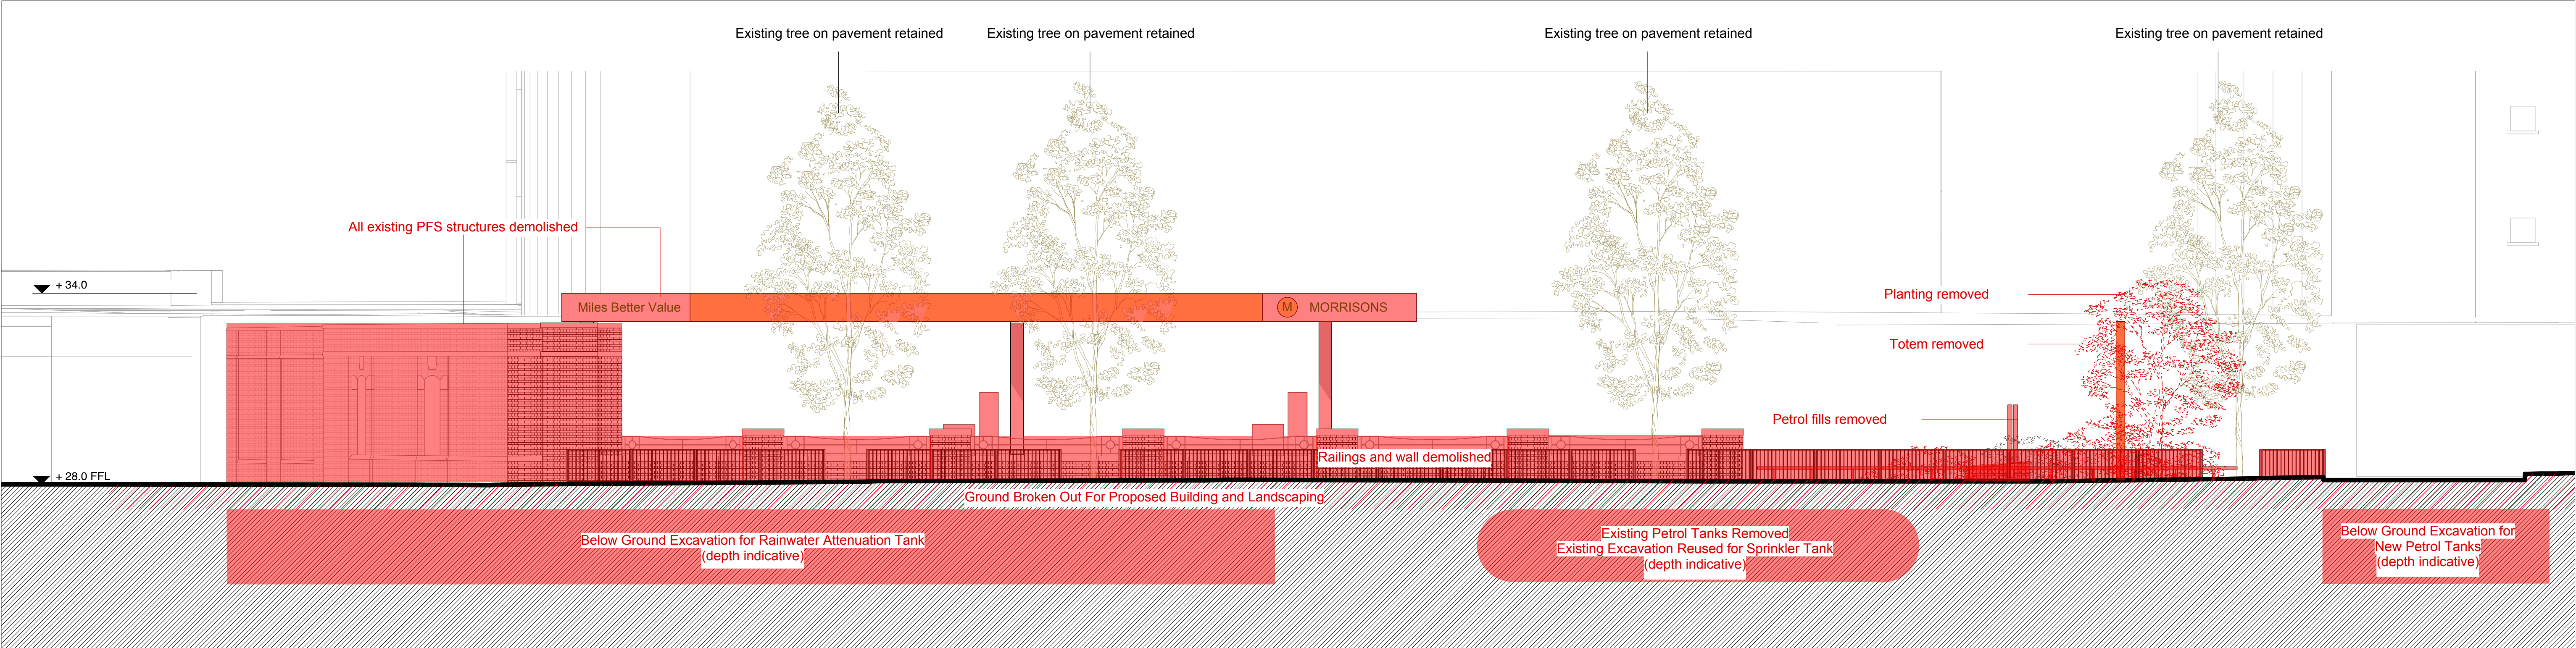 Existing tree on pavement retained
Existing tree on pavement retained
Existing tree on pavement retained
Existing tree on pavement retained
All existing PFS structures demolished
+ 34.0
Miles Better Value
M MORRISONS
Planting removed
Totem removed
Petrol fills removed
Railings and wall demolished
+ 28.0 FFL
Ground Broken Out For Proposed Building and Landscaping
Below Ground Excavation for Rainwater Attenuation Tank
(depth indicative)
Existing Petrol Tanks Removed
Existing Excavation Reused for Sprinkler Tank
(depth indicative)
Below Ground Excavation for
New Petrol Tanks
(depth indicative)